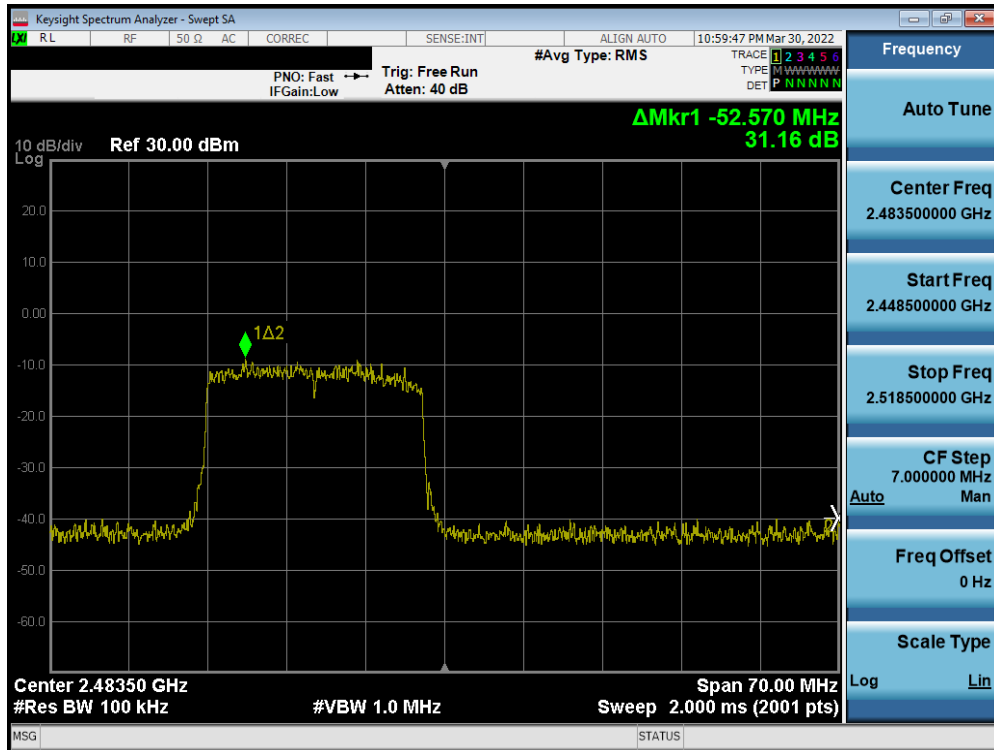 Keysight Spectrum Analyzer - Swept SA
LXI RL RF 50 Ω AC CORREC SENSE:INT ALIGN AUTO 10:59:47 PM Mar 30, 2022
#Avg Type: RMS
TRACE 1 2 3 4 5 6
TYPE M W W W W W
DET P N N N N N
PNO: Fast
IFGain:Low
Trig: Free Run
Atten: 40 dB
ΔMkr1 -52.570 MHz
31.16 dB
10 dB/div Ref 30.00 dBm
Log
20.0
10.0
0.00
-10.0
-20.0
-30.0
-40.0
-50.0
-60.0
1Δ2
Center 2.48350 GHz
Span 70.00 MHz
#Res BW 100 kHz
#VBW 1.0 MHz
Sweep 2.000 ms (2001 pts)
MSG STATUS
Frequency
Auto Tune
Center Freq
2.483500000 GHz
Start Freq
2.448500000 GHz
Stop Freq
2.518500000 GHz
CF Step
7.000000 MHz
Auto Man
Freq Offset
0 Hz
Scale Type
Log Lin